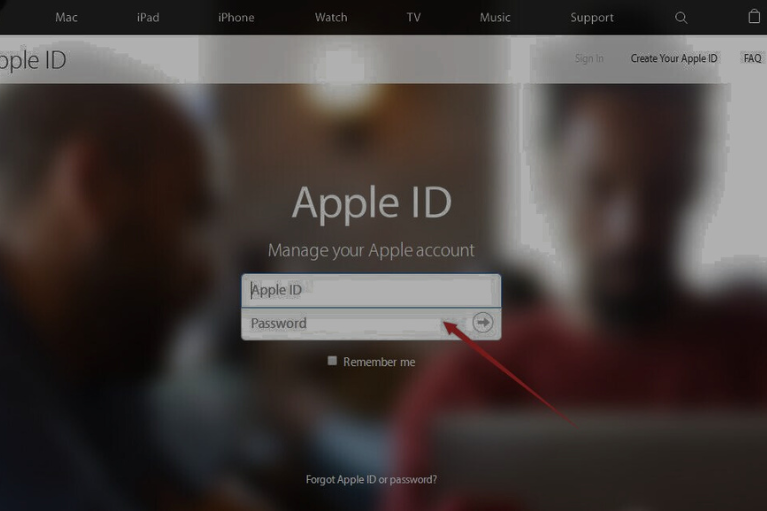 Mac iPad iPhone Watch TV Music Support
pple ID Sign In Create Your Apple ID FAQ
Apple ID
Manage your Apple account
Apple ID
Password
Remember me
Forgot Apple ID or password?